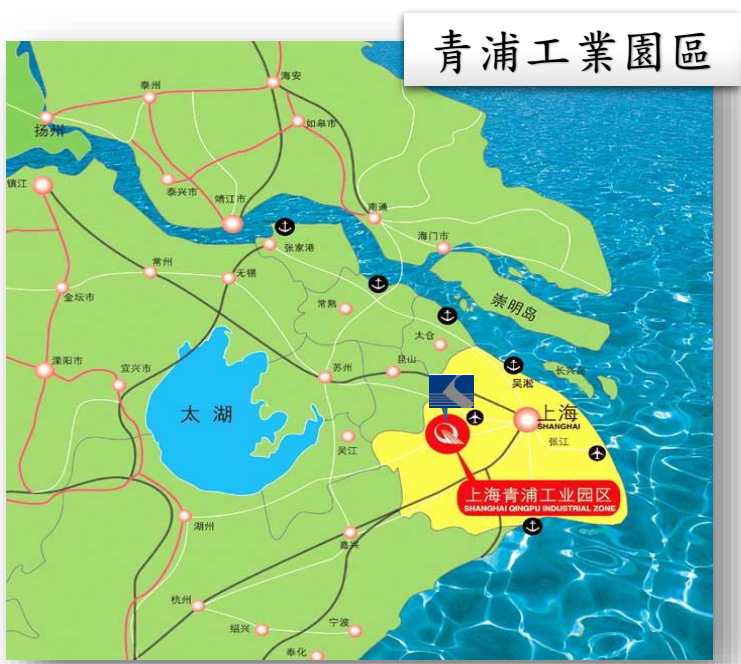 青浦工業園區
海安
泰州
如皋市
扬州
镇江
泰兴市
靖江市
南通
海门市
张家港
常州
无锡
金坛市
常熟
崇明岛
太仓
溧阳市
宜兴市
苏州
昆山
吴淞
长兴岛
太湖
上海
SHANGHAI
张江
吴江
上海青浦工业园区
SHANGHAI QINGPU INDUSTRIAL ZONE
湖州
嘉兴
杭州
绍兴
宁波
奉化